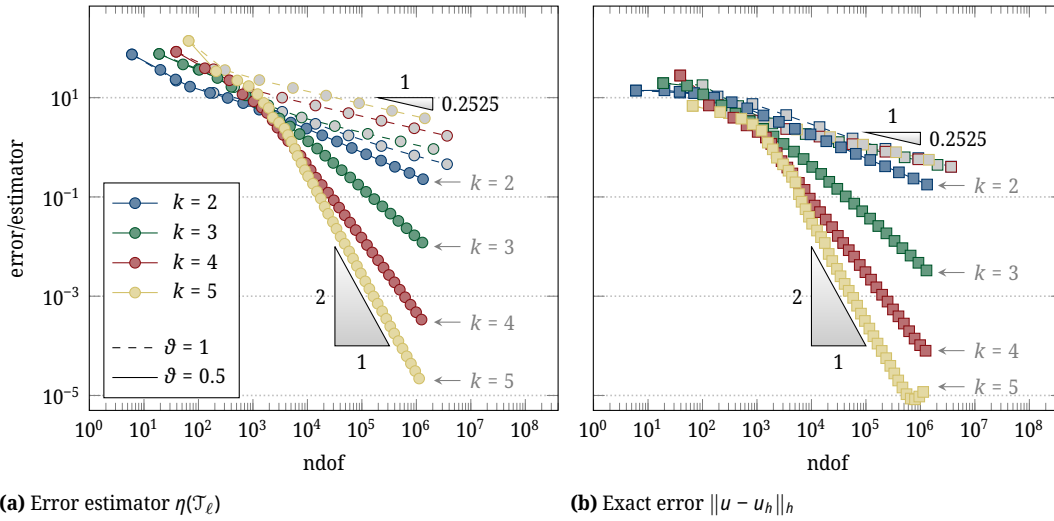 error/estimator
10^1
10^−1
10^−3
10^−5
10^0 10^1 10^2 10^3 10^4 10^5 10^6 10^7 10^8
ndof
k = 2
k = 3
k = 4
k = 5
ϑ = 1
ϑ = 0.5
1
0.2525
2
1
k = 2
k = 3
k = 4
k = 5
(a) Error estimator η(𝒯ℓ)
10^0 10^1 10^2 10^3 10^4 10^5 10^6 10^7 10^8
ndof
1
0.2525
2
1
k = 2
k = 3
k = 4
k = 5
(b) Exact error ||u − u_h||_h